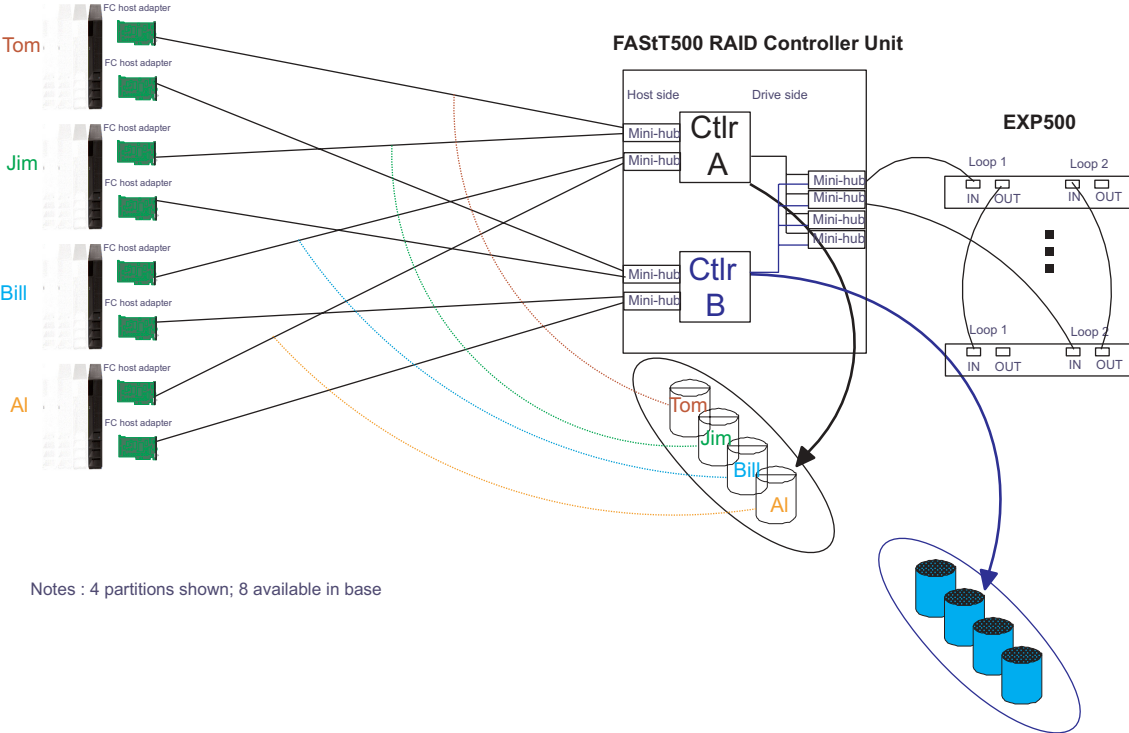 FC host adapter
Tom
FC host adapter
FC host adapter
Jim
FC host adapter
FC host adapter
Bill
FC host adapter
FC host adapter
Al
FC host adapter
FAStT500 RAID Controller Unit
Host side
Drive side
Mini-hub
Mini-hub
Ctlr
A
Mini-hub
Mini-hub
Mini-hub
Mini-hub
Mini-hub
Mini-hub
Ctlr
B
EXP500
Loop 1
Loop 2
IN
OUT
IN
OUT
Loop 1
Loop 2
IN
OUT
IN
OUT
Tom
Jim
Bill
Al
Notes : 4 partitions shown; 8 available in base